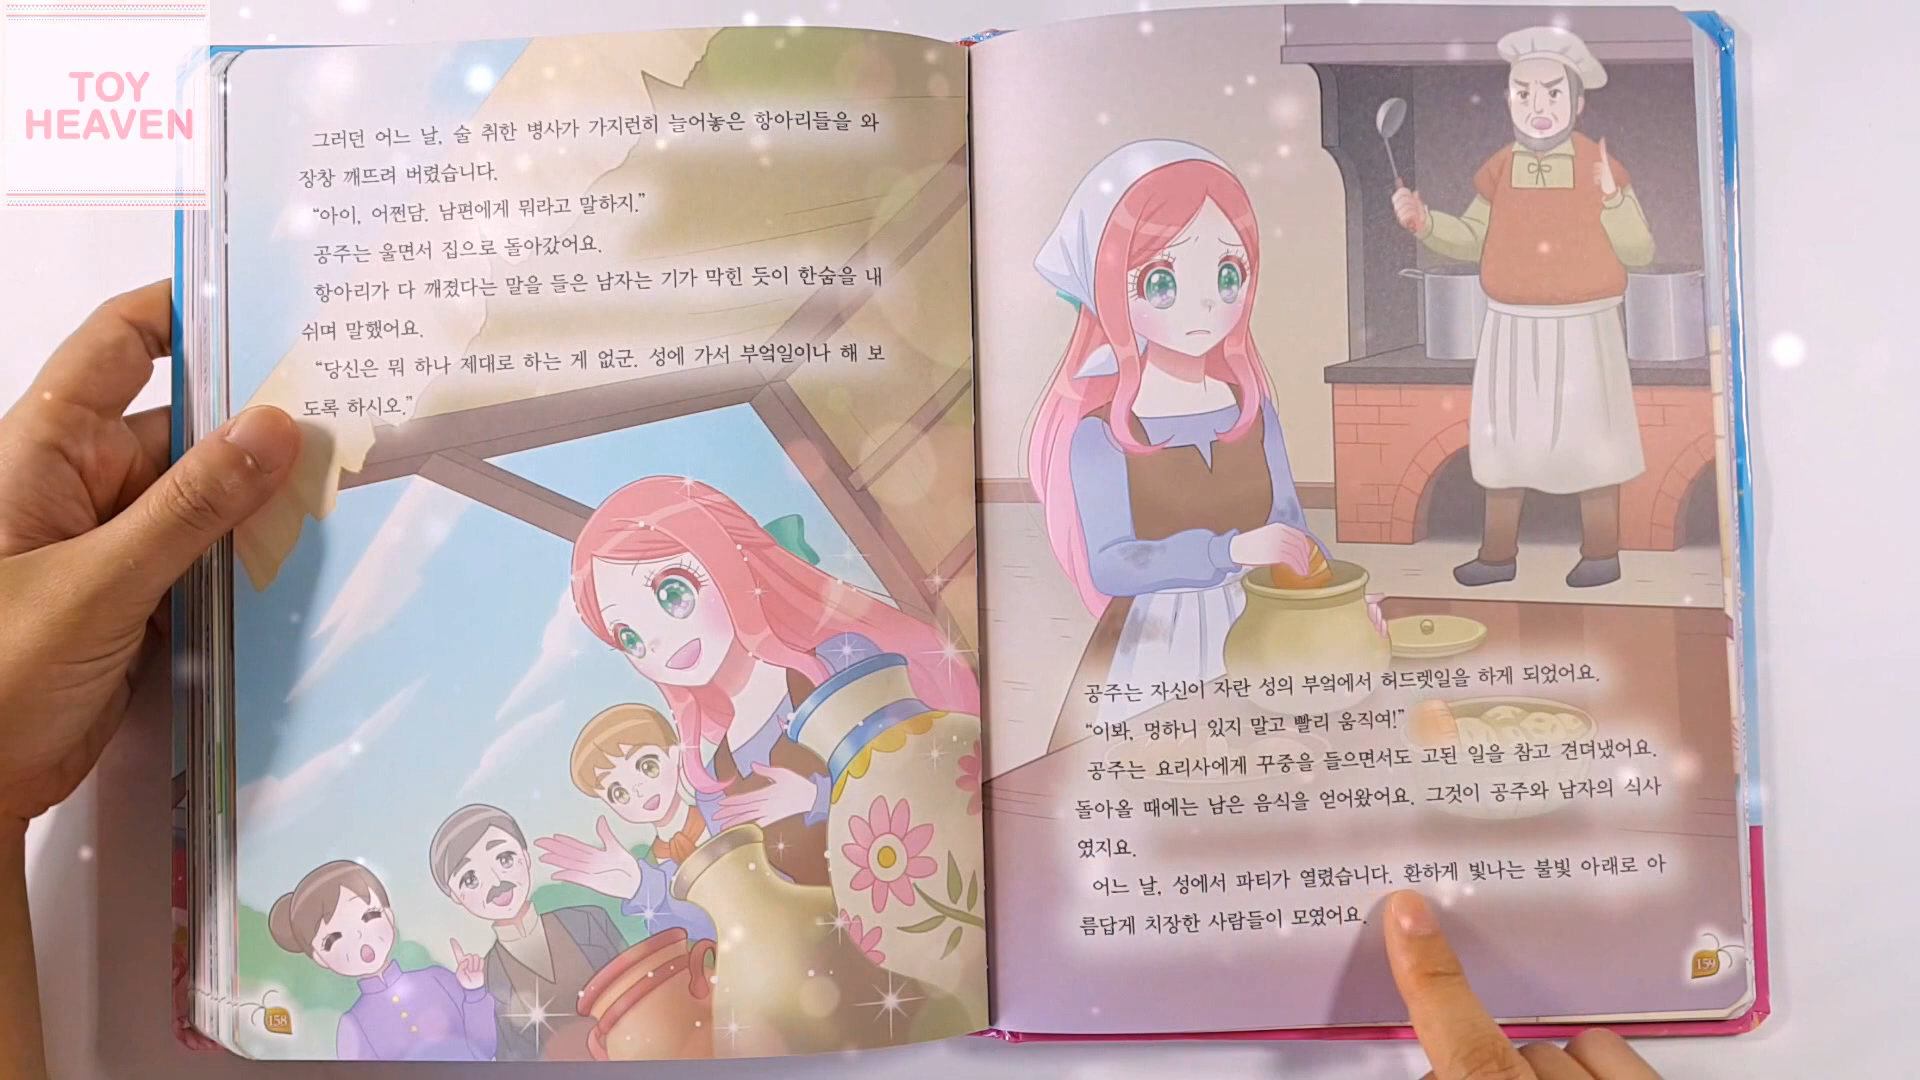 TOY
HEAVEN
그러던 어느 날, 술 취한 병사가 가지런히 늘어놓은 항아리들을 와
장창 깨뜨려 버렸습니다.
“아이, 어쩐담. 남편에게 뭐라고 말하지.”
공주는 울면서 집으로 돌아갔어요.
항아리가 다 깨졌다는 말을 들은 남자는 기가 막힌 듯이 한숨을 내
쉬며 말했어요.
“당신은 뭐 하나 제대로 하는 게 없군. 성에 가서 부엌일이나 해 보
도록 하시오.”
158
공주는 자신이 자란 성의 부엌에서 허드렛일을 하게 되었어요.
“이봐, 멍하니 있지 말고 빨리 움직여!”
공주는 요리사에게 꾸중을 들으면서도 고된 일을 참고 견뎌냈어요.
돌아올 때에는 남은 음식을 얻어왔어요. 그것이 공주와 남자의 식사
였지요.
어느 날, 성에서 파티가 열렸습니다. 환하게 빛나는 불빛 아래로 아
름답게 치장한 사람들이 모였어요.
159